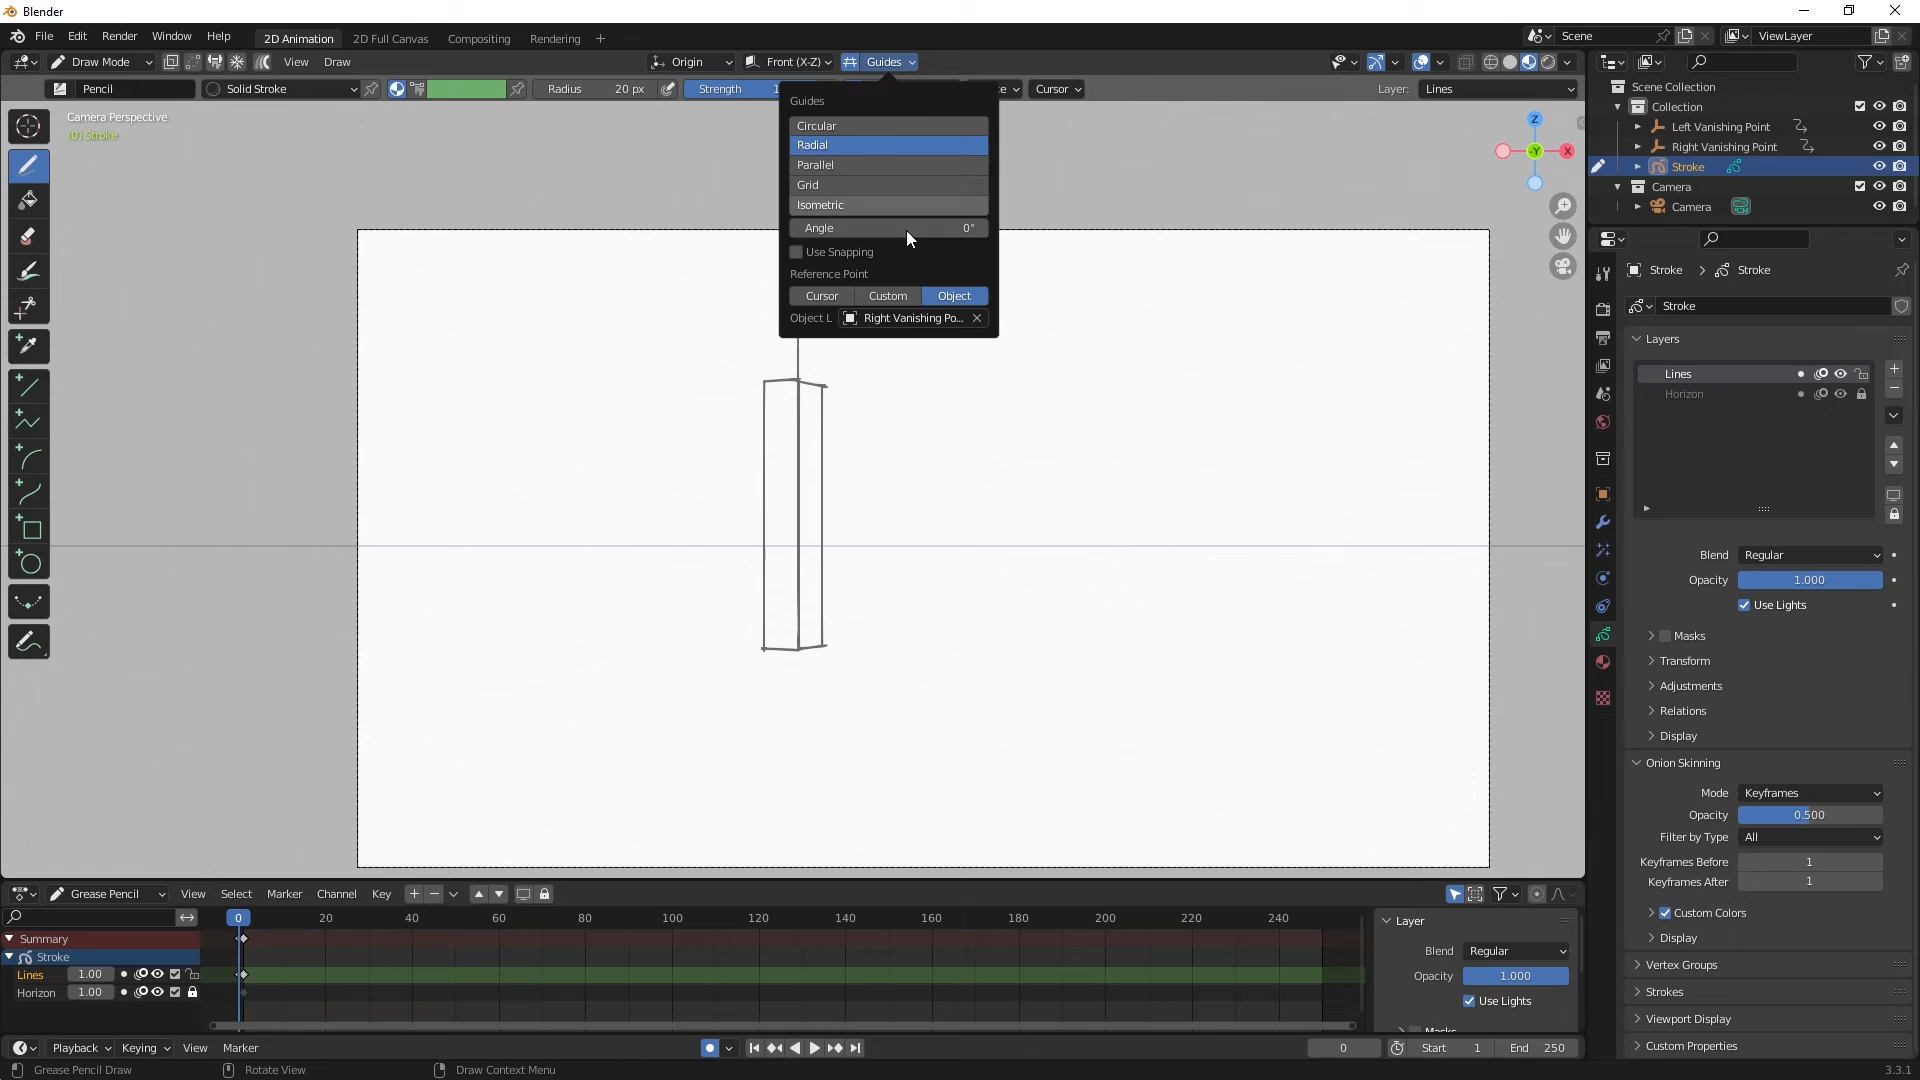 Blender
File Edit Render Window Help 2D Animation 2D Full Canvas Compositing Rendering + Scene ViewLayer
Draw Mode View Draw Origin Front (X-Z) Guides
Pencil Solid Stroke Radius 20 px Strength 1 Cursor Layer: Lines
Camera Perspective
(0) Stroke
Guides
Circular
Radial
Parallel
Grid
Isometric
Angle 0°
Use Snapping
Reference Point
Cursor Custom Object
Object L Right Vanishing Po...
Z
-Y X
Scene Collection
Collection
Left Vanishing Point
Right Vanishing Point
Stroke
Camera
Camera
Stroke > Stroke
Stroke
Layers
Lines
Horizon
Blend Regular
Opacity 1.000
Use Lights
Masks
Transform
Adjustments
Relations
Display
Onion Skinning
Mode Keyframes
Opacity 0.500
Filter by Type All
Keyframes Before 1
Keyframes After 1
Custom Colors
Display
Vertex Groups
Strokes
Viewport Display
Custom Properties
Grease Pencil View Select Marker Channel Key
0 20 40 60 80 100 120 140 160 180 200 220 240
Summary
Stroke
Lines 1.00
Horizon 1.00
Layer
Blend Regular
Opacity 1.000
Use Lights
Playback Keying View Marker 0 Start 1 End 250
Grease Pencil Draw Rotate View Draw Context Menu 3.3.1